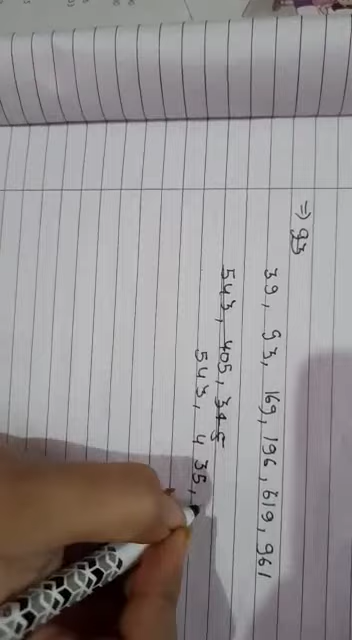 ⇒ 93
39, 93, 169, 196, 619, 961
543, 405, 345
543, 435,